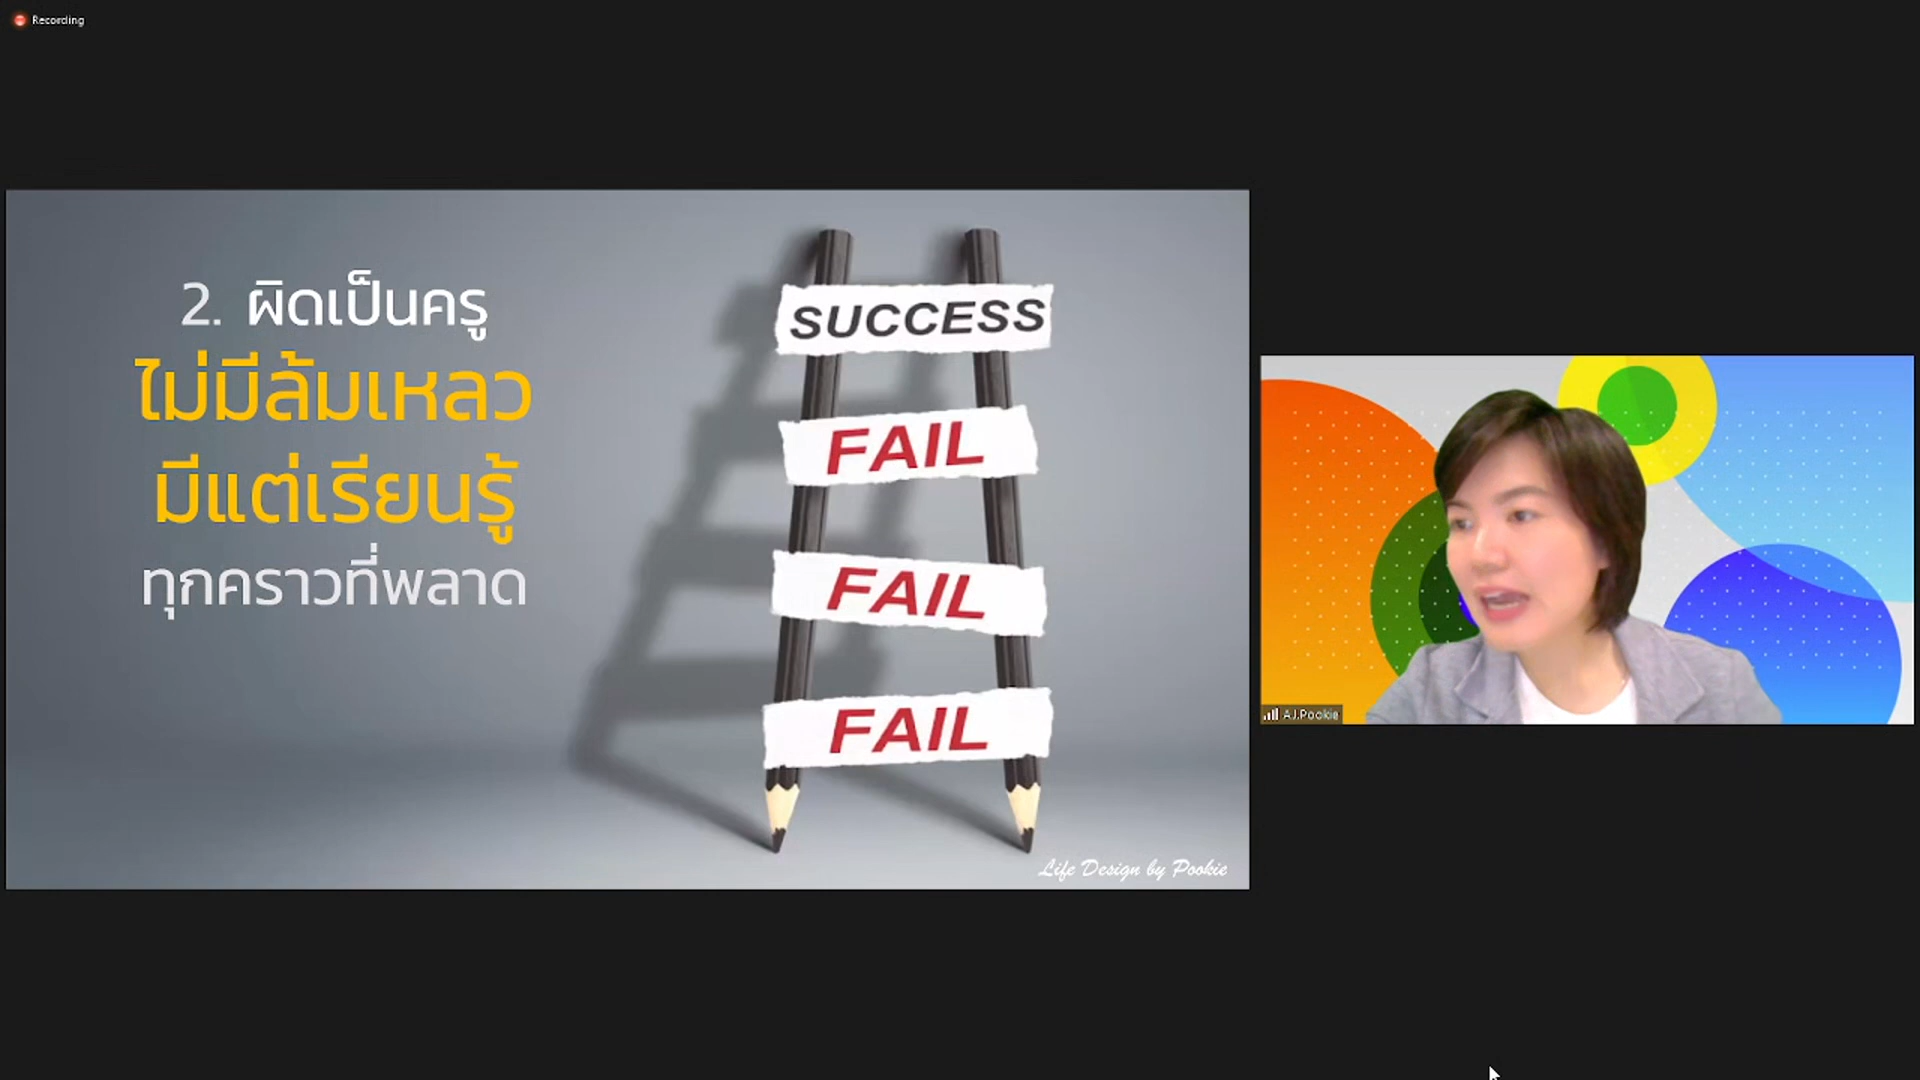 Recording
2. ผิดเป็นครู
ไม่มีล้มเหลว
มีแต่เรียนรู้
ทุกคราวที่พลาด
SUCCESS
FAIL
FAIL
FAIL
Life Design by Pookie
AJ.Pookie